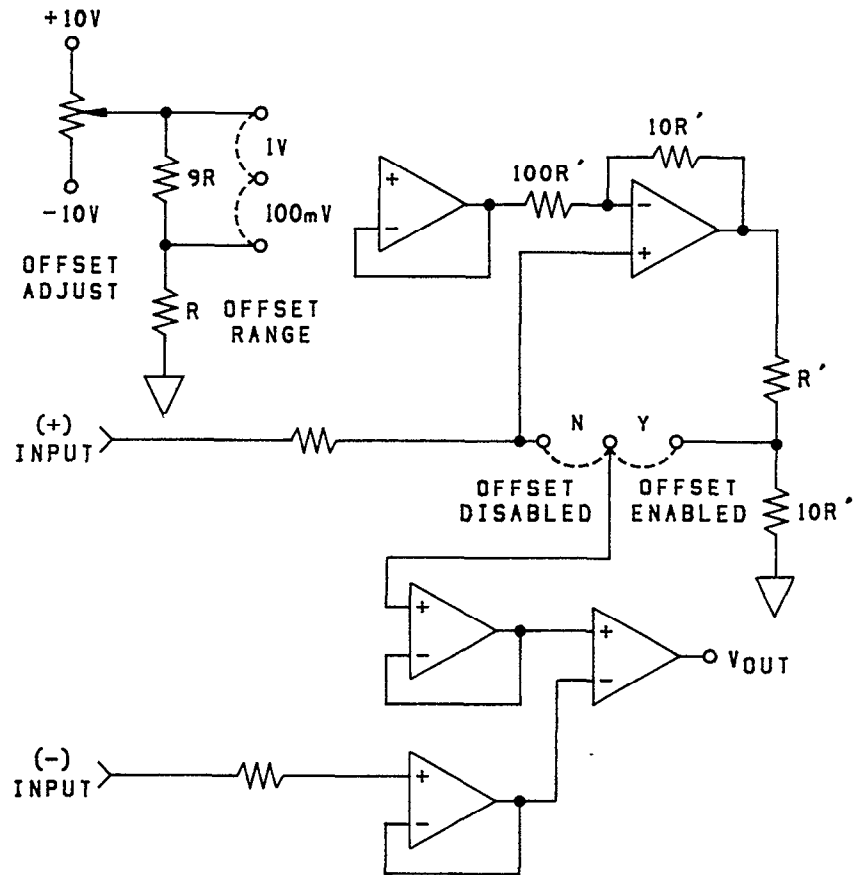 +10V
9R
1V
-10V
100mV
OFFSET
ADJUST
R
OFFSET
RANGE
+
-
100R′
10R′
-
+
R′
(+)
INPUT
N
Y
OFFSET
DISABLED
OFFSET
ENABLED
10R′
+
-
+
-
VOUT
(-)
INPUT
+
-